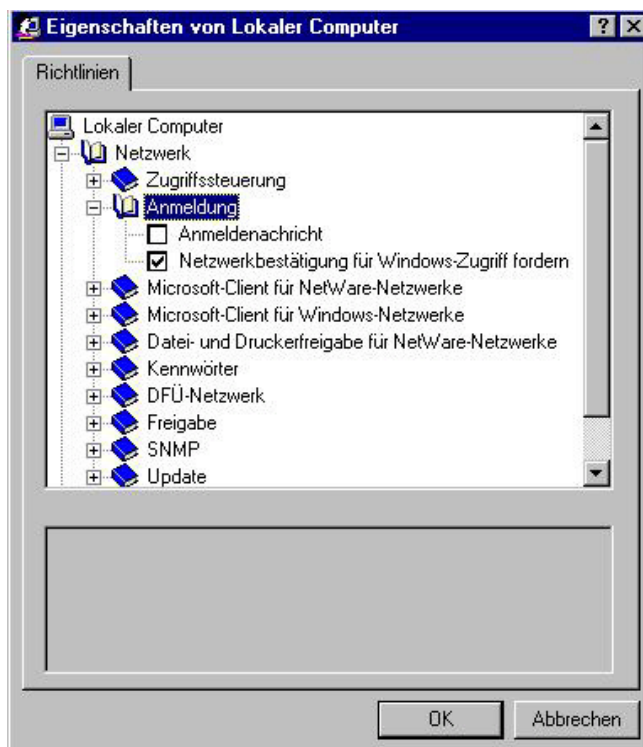 Eigenschaften von Lokaler Computer
Richtlinien
Lokaler Computer
Netzwerk
Zugriffssteuerung
Anmeldung
Anmeldenachricht
Netzwerkbestätigung für Windows-Zugriff fordern
Microsoft-Client für NetWare-Netzwerke
Microsoft-Client für Windows-Netzwerke
Datei- und Druckerfreigabe für NetWare-Netzwerke
Kennwörter
DFÜ-Netzwerk
Freigabe
SNMP
Update
OK Abbrechen